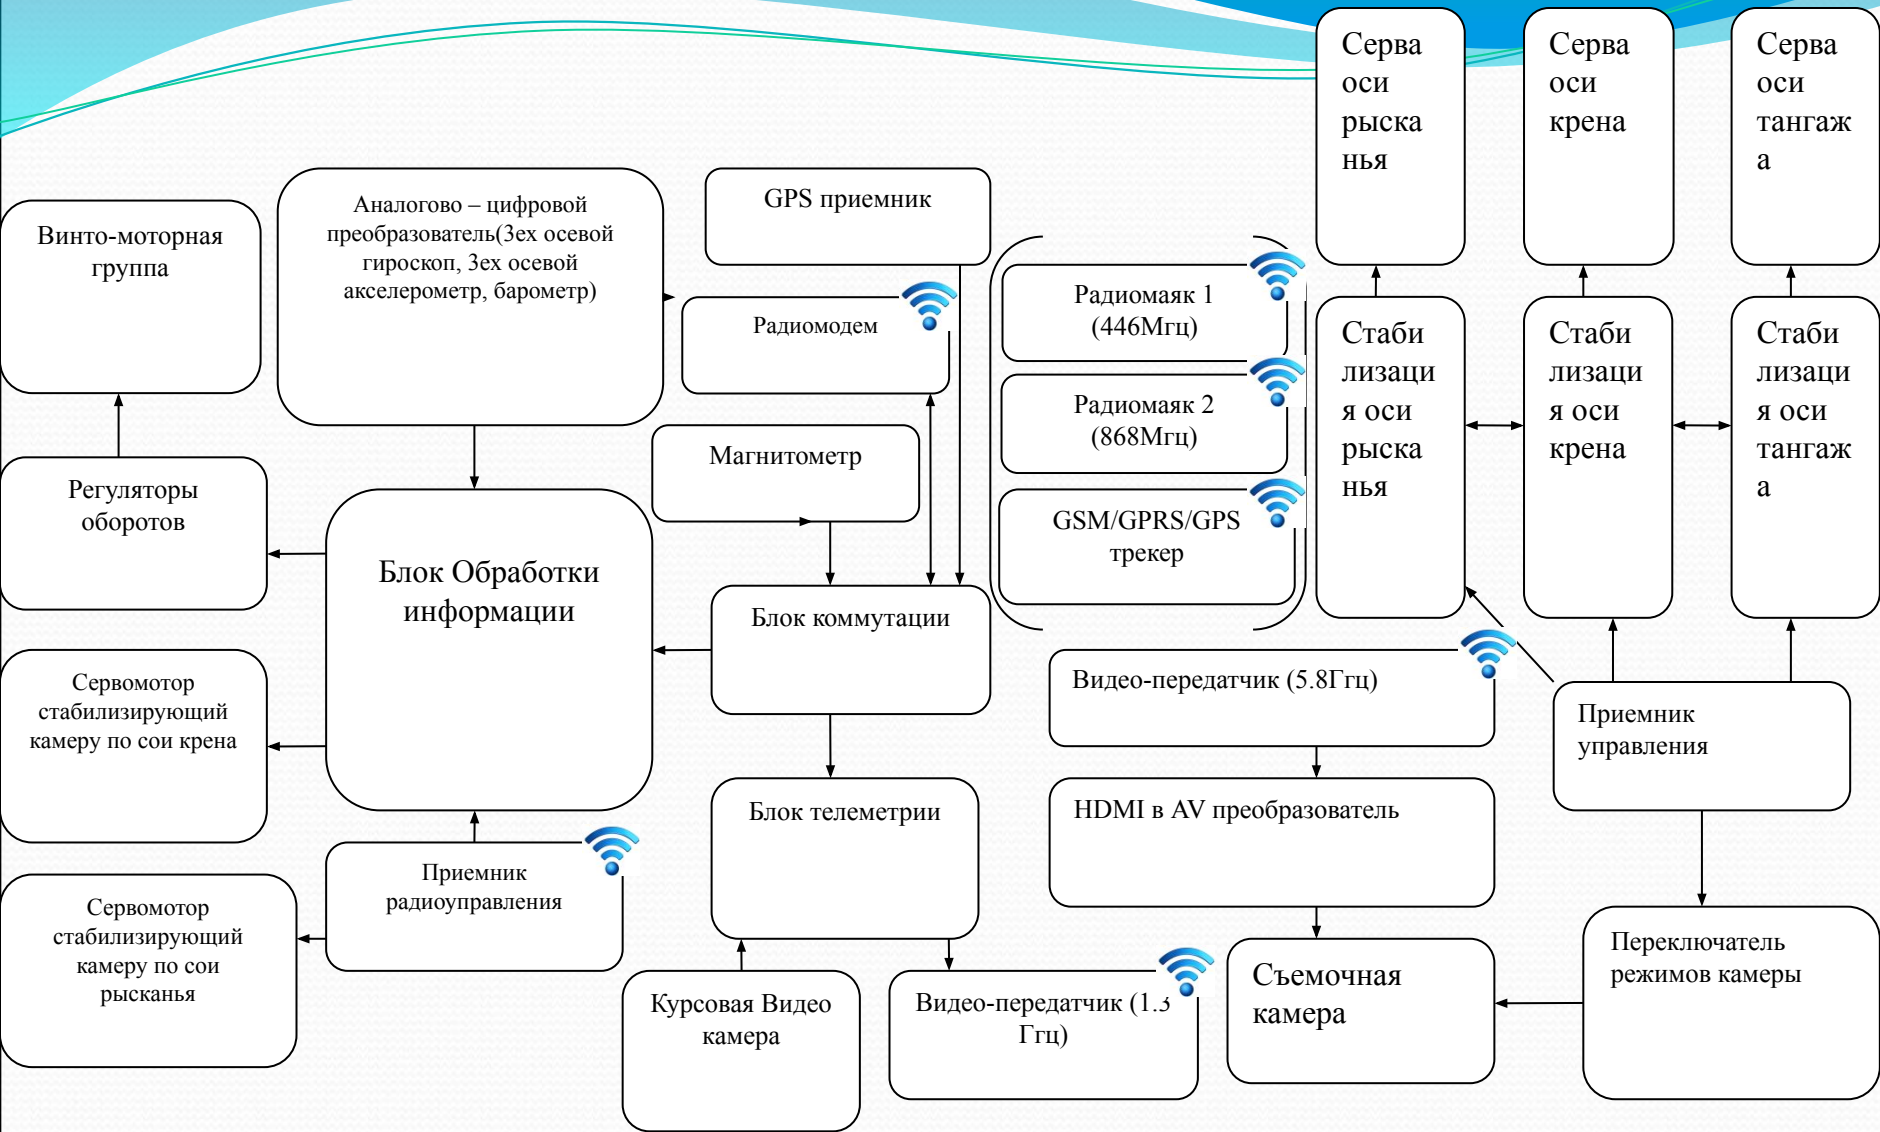 Серва
оси
рыска
нья
Серва
оси
крена
Серва
оси
тангаж
а
Винто-моторная
группа
Аналогово – цифровой
преобразователь(3ех осевой
гироскоп, 3ех осевой
акселерометр, барометр)
GPS приемник
Радиомодем
Радиомаяк 1
(446Мгц)
Радиомаяк 2
(868Мгц)
GSM/GPRS/GPS
трекер
Стаби
лизаци
я оси
рыска
нья
Стаби
лизаци
я оси
крена
Стаби
лизаци
я оси
тангаж
а
Магнитометр
Регуляторы
оборотов
Блок Обработки
информации
Блок коммутации
Сервомотор
стабилизирующий
камеру по сои крена
Видео-передатчик (5.8Ггц)
Приемник
управления
Блок телеметрии
HDMI в AV преобразователь
Приемник
радиоуправления
Сервомотор
стабилизирующий
камеру по сои
рысканья
Курсовая Видео
камера
Видео-передатчик (1.3
Ггц)
Съемочная
камера
Переключатель
режимов камеры